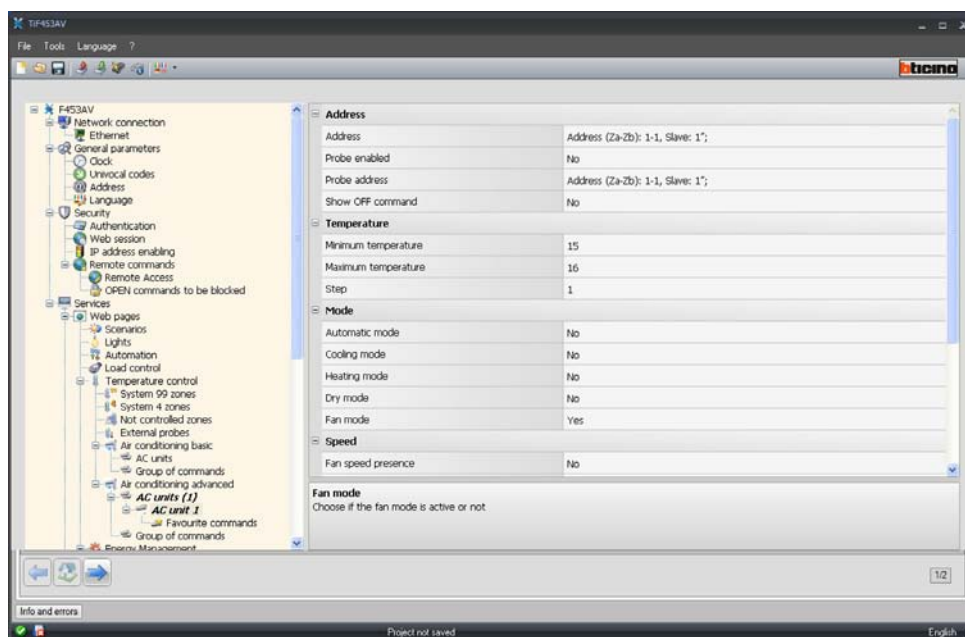 TiF453AV
File Tools Language ?
bticino
F453AV
Network connection
Ethernet
General parameters
Clock
Univocal codes
Address
Language
Security
Authentication
Web session
IP address enabling
Remote commands
Remote Access
OPEN commands to be blocked
Services
Web pages
Scenarios
Lights
Automation
Load control
Temperature control
System 99 zones
System 4 zones
Not controlled zones
External probes
Air conditioning basic
AC units
Group of commands
Air conditioning advanced
AC units (1)
AC unit 1
Favourite commands
Group of commands
Energy Management
Address
Address Address (Za-Zb): 1-1, Slave: 1";
Probe enabled No
Probe address Address (Za-Zb): 1-1, Slave: 1";
Show OFF command No
Temperature
Minimum temperature 15
Maximum temperature 16
Step 1
Mode
Automatic mode No
Cooling mode No
Heating mode No
Dry mode No
Fan mode Yes
Speed
Fan speed presence No
Fan mode
Choose if the fan mode is active or not
1/2
Info and errors
Project not saved English